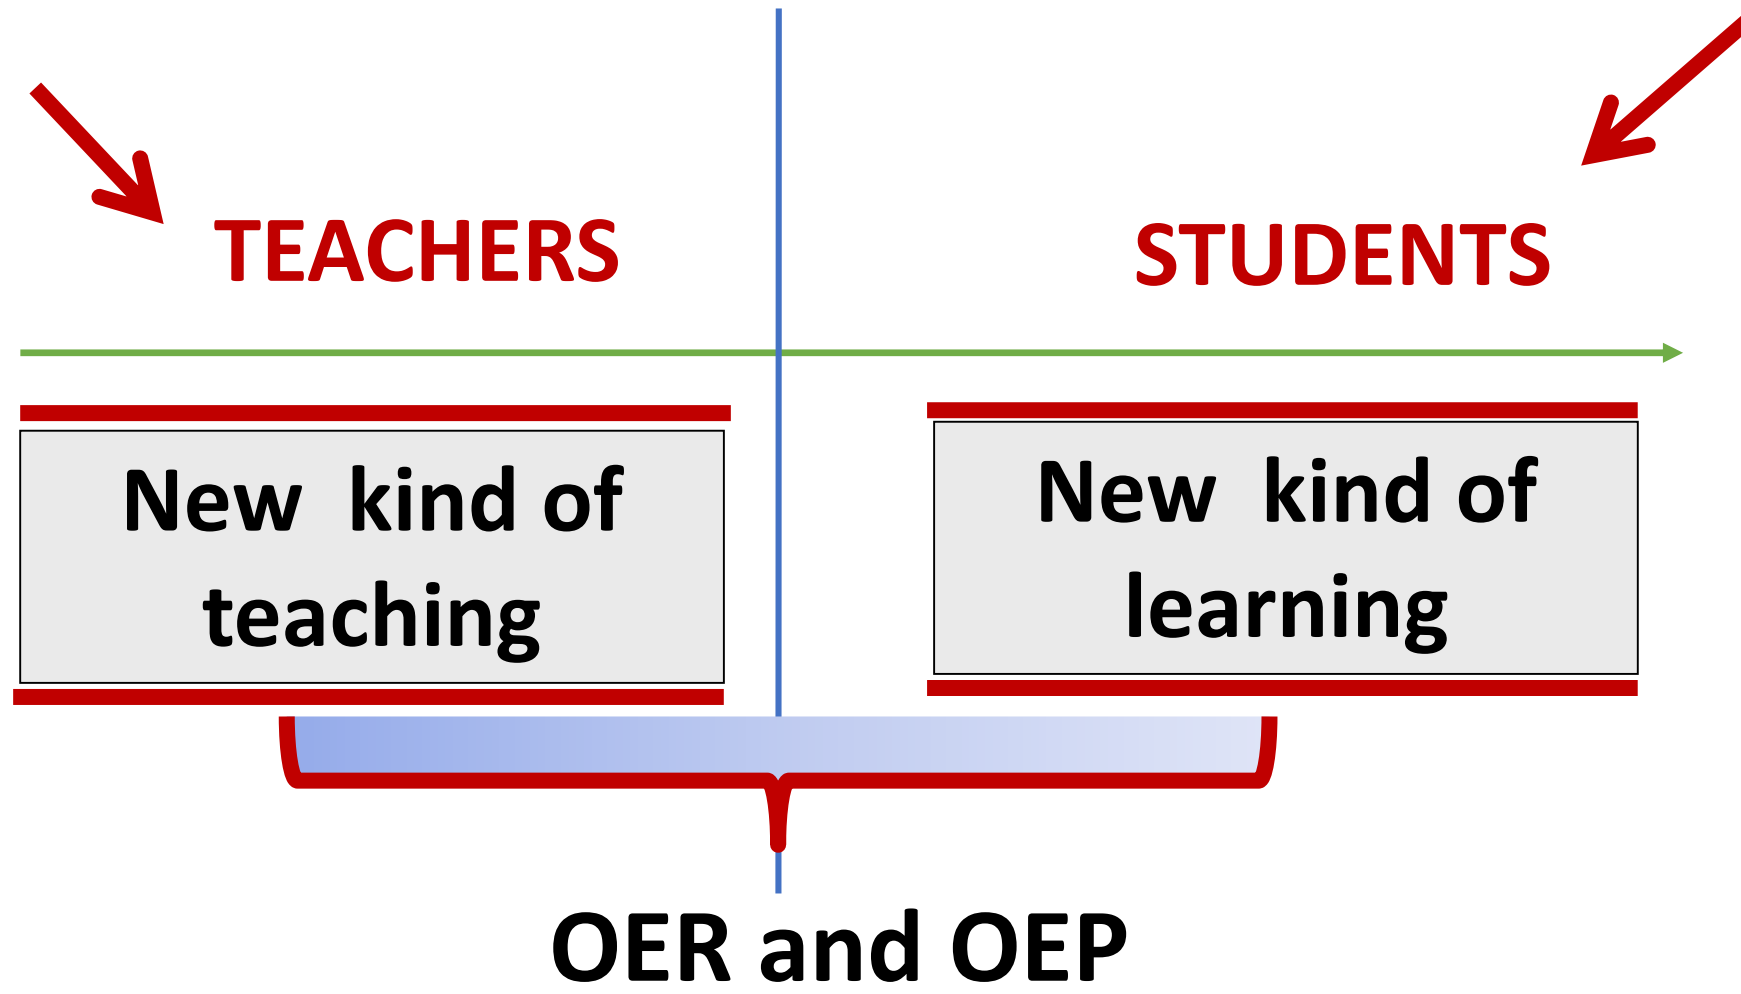 TEACHERS
STUDENTS
New kind of
teaching
New kind of
learning
OER and OEP